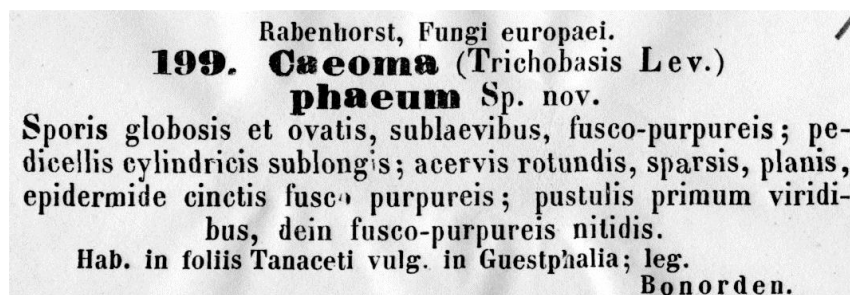 Rabenhorst, Fungi europaei.
199. Caeoma (Trichobasis Lev.)
phaeum Sp. nov.
Sporis globosis et ovatis, sublaevibus, fusco-purpureis; pe-
dicellis cylindricis sublongis; acervis rotundis, sparsis, planis,
epidermide cinctis fusco purpureis; pustulis primum viridi-
bus, dein fusco-purpureis nitidis.
Hab. in foliis Tanaceti vulg. in Guestphalia; leg.
Bonorden.